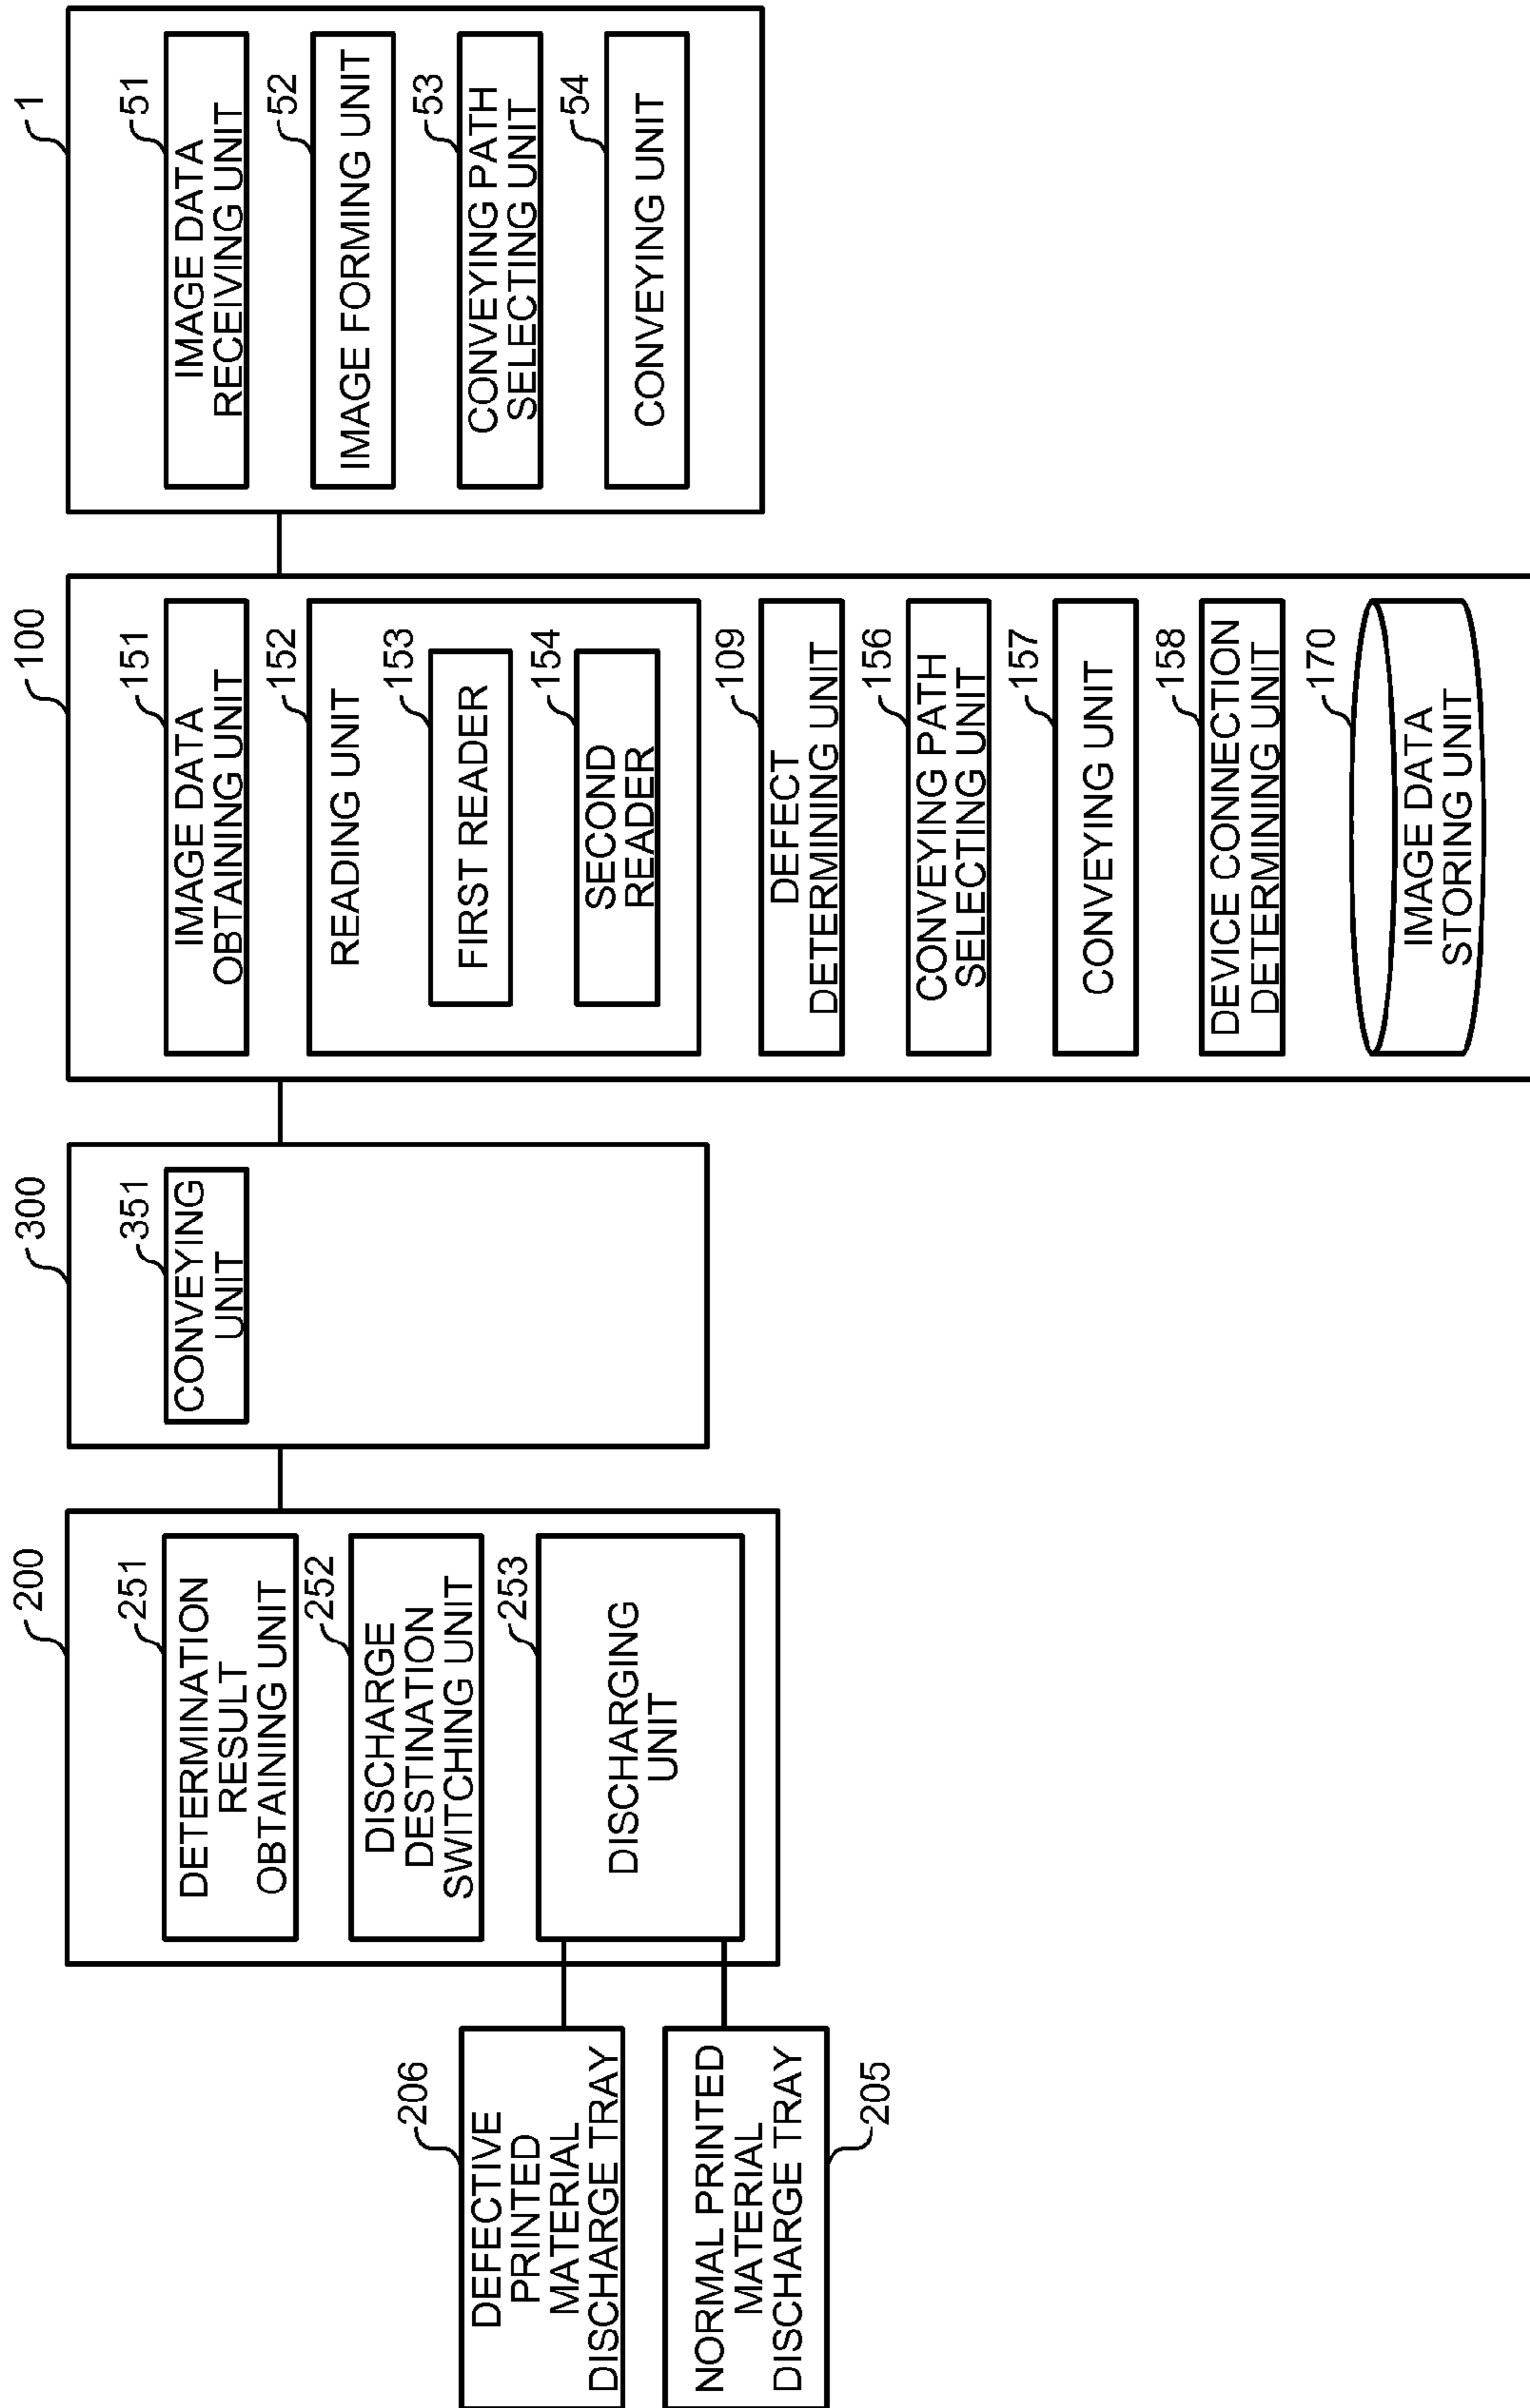 1
51
IMAGE DATA
RECEIVING UNIT
52
IMAGE FORMING UNIT
53
CONVEYING PATH
SELECTING UNIT
54
CONVEYING UNIT
100
151
IMAGE DATA
OBTAINING UNIT
152
READING UNIT
153
FIRST READER
154
SECOND
READER
109
DEFECT
DETERMINING UNIT
156
CONVEYING PATH
SELECTING UNIT
157
CONVEYING UNIT
158
DEVICE CONNECTION
DETERMINING UNIT
170
IMAGE DATA
STORING UNIT
300
351
CONVEYING
UNIT
200
251
DETERMINATION
RESULT
OBTAINING UNIT
252
DISCHARGE
DESTINATION
SWITCHING UNIT
253
DISCHARGING
UNIT
206
DEFECTIVE
PRINTED
MATERIAL
DISCHARGE TRAY
NORMAL PRINTED
MATERIAL
DISCHARGE TRAY
205